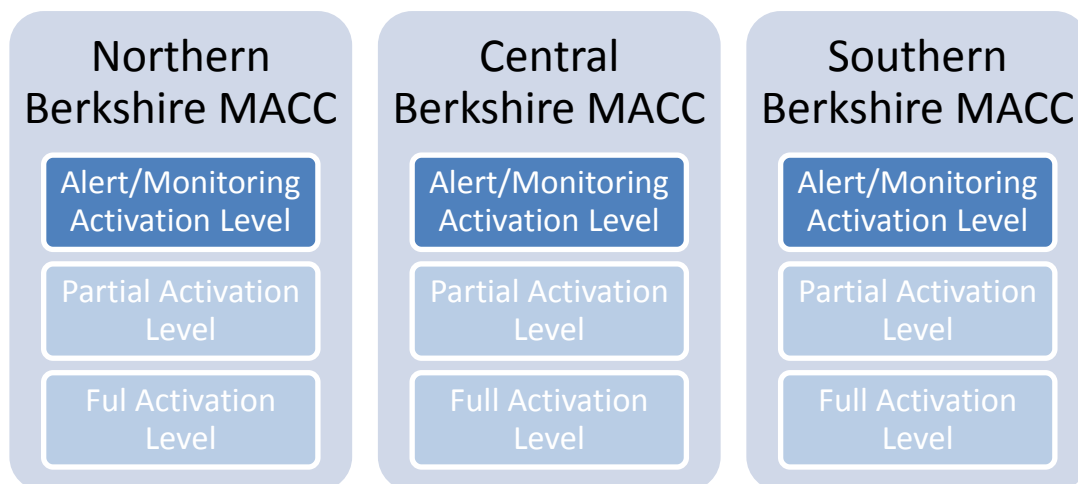 Northern
Berkshire MACC
Alert/Monitoring
Activation Level
Partial Activation
Level
Ful Activation
Level
Central
Berkshire MACC
Alert/Monitoring
Activation Level
Partial Activation
Level
Full Activation
Level
Southern
Berkshire MACC
Alert/Monitoring
Activation Level
Partial Activation
Level
Full Activation
Level